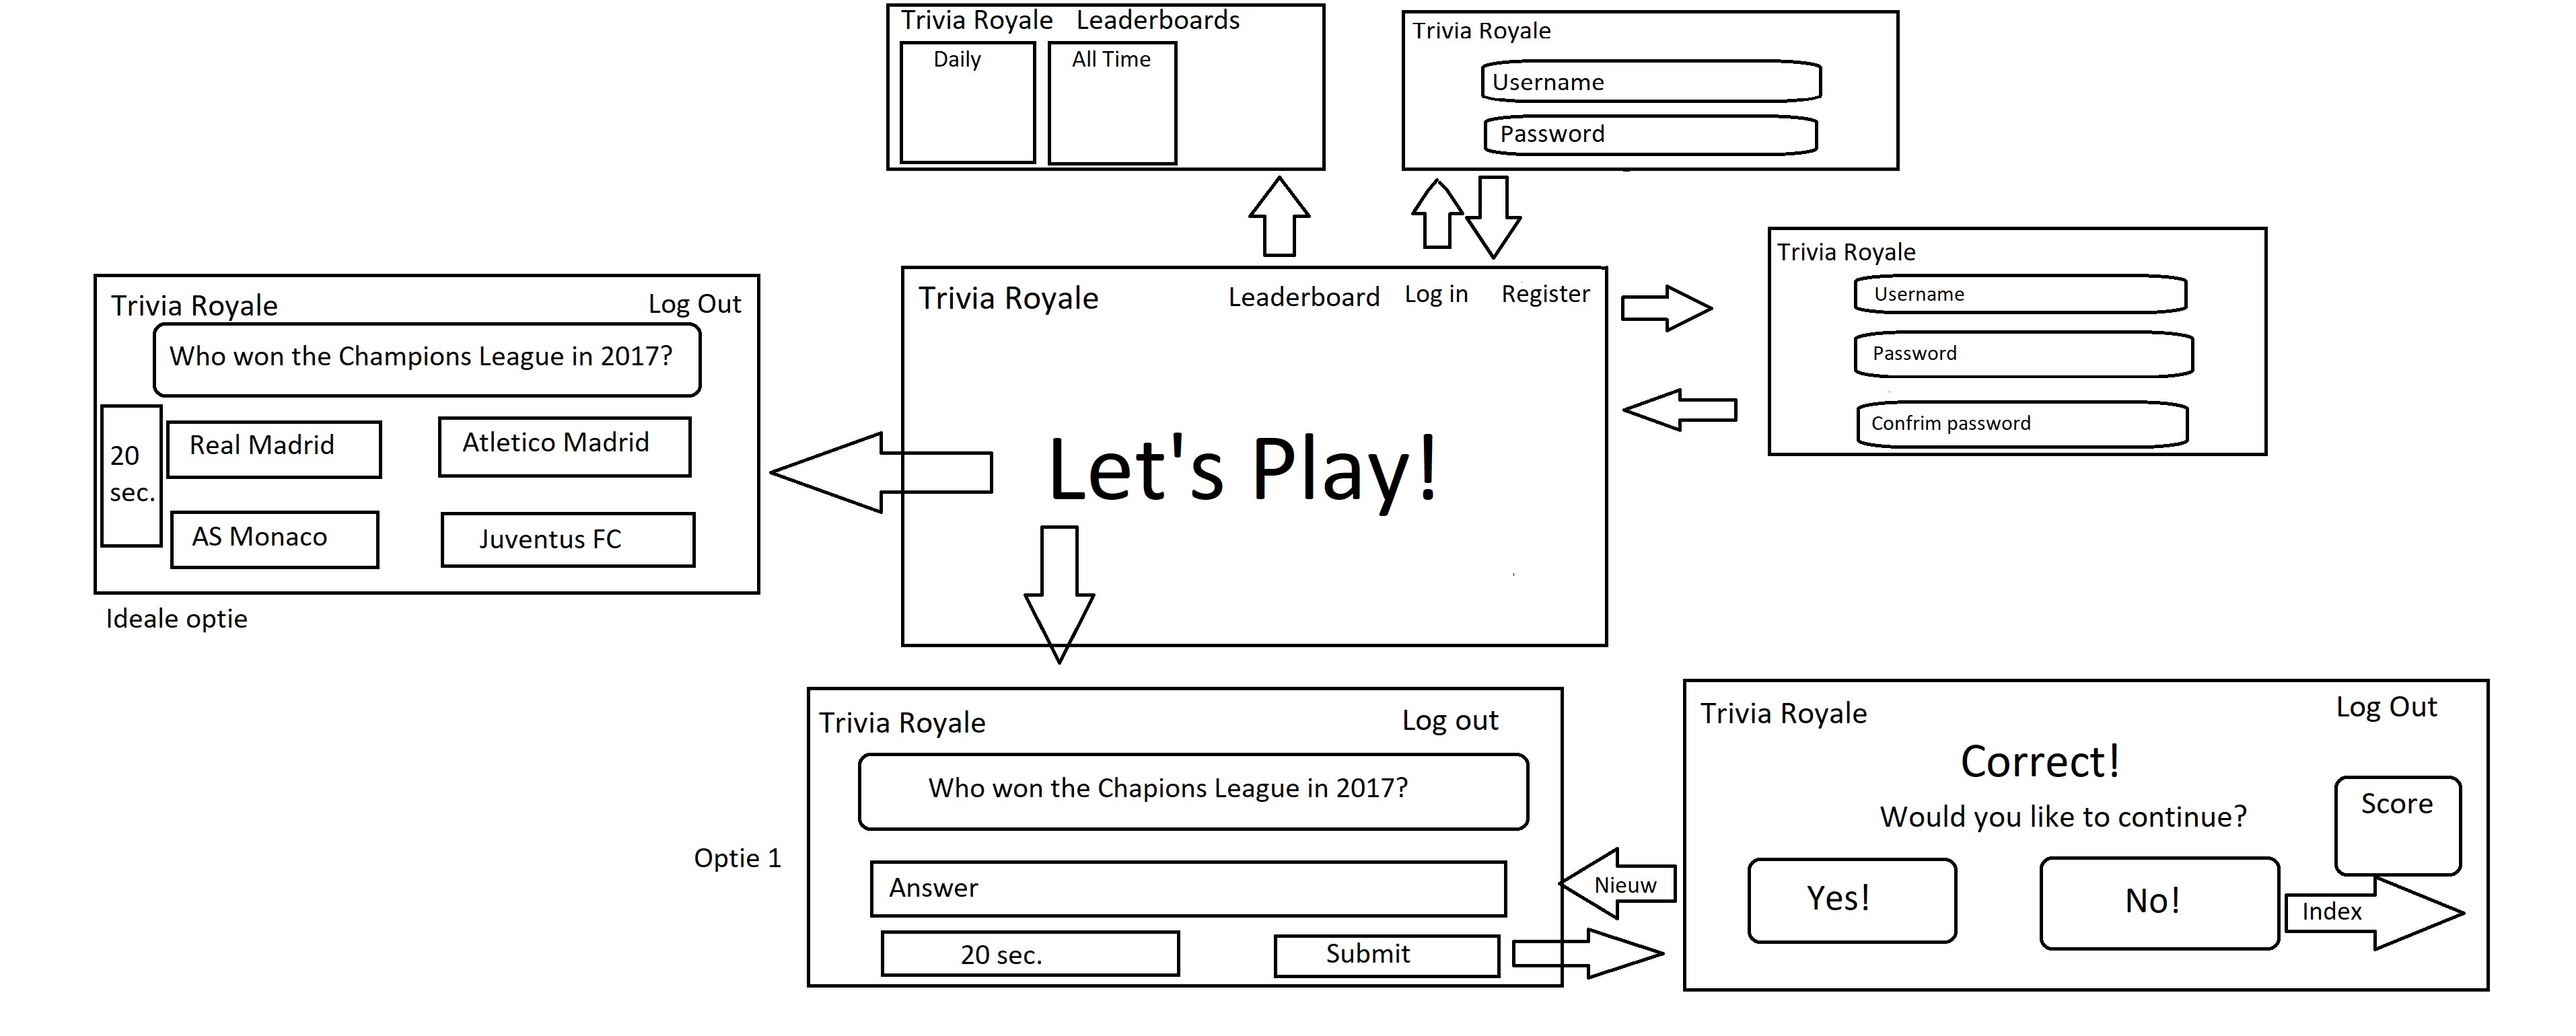 Trivia Royale Leaderboards
Daily
All Time
Trivia Royale
Username
Password
Trivia Royale
Username
Password
Confrim password
Trivia Royale
Log Out
Who won the Champions League in 2017?
20
sec.
Real Madrid
Atletico Madrid
AS Monaco
Juventus FC
Ideale optie
Trivia Royale
Leaderboard
Log in
Register
Let's Play!
Optie 1
Trivia Royale
Log out
Who won the Chapions League in 2017?
Answer
20 sec.
Submit
Nieuw
Trivia Royale
Log Out
Correct!
Would you like to continue?
Score
Yes!
No!
Index